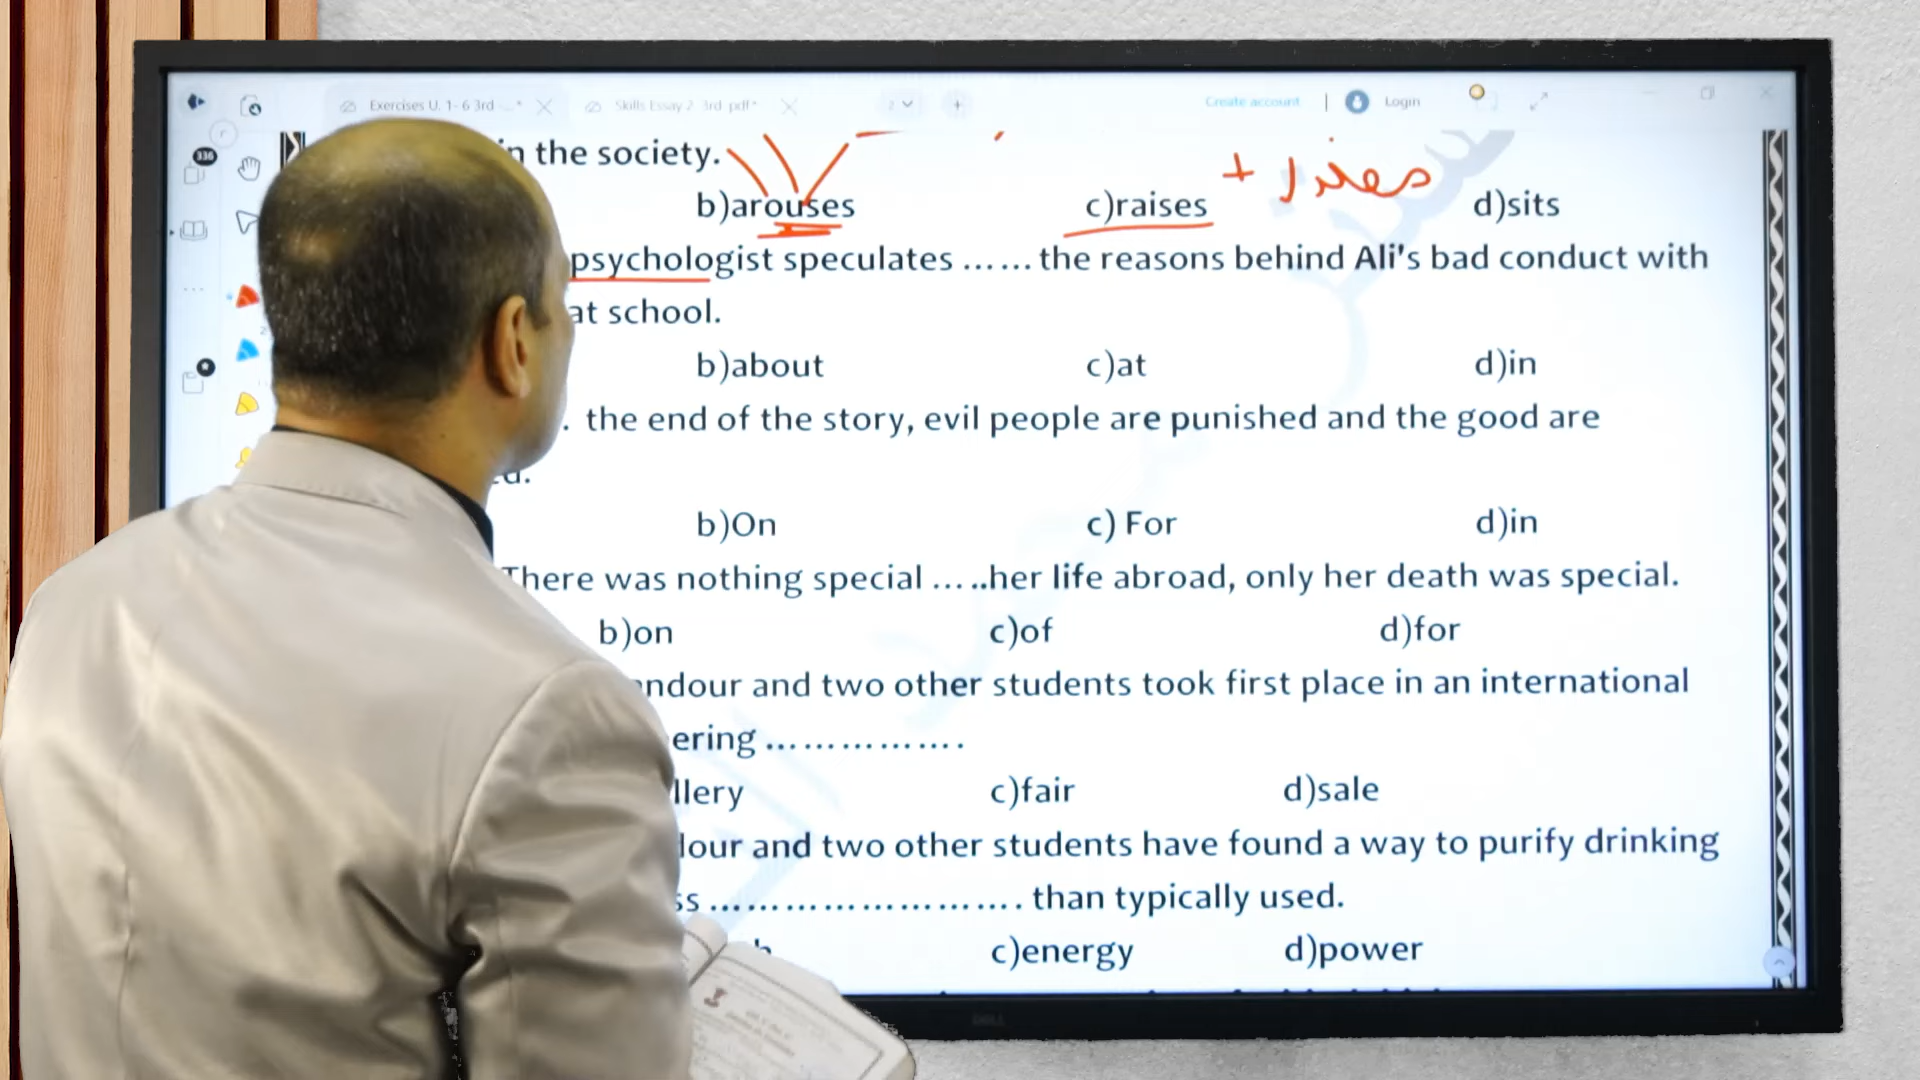 Exercises U. 1- 6 3rd ...*
Skills Essay 2 3rd pdf*
2
Create account
Login
336
in the society.
b)arouses c)raises d)sits
psychologist speculates …… the reasons behind Ali's bad conduct with
at school.
b)about c)at d)in
. the end of the story, evil people are punished and the good are
b)On c) For d)in
There was nothing special …..her life abroad, only her death was special.
b)on c)of d)for
ndour and two other students took first place in an international
ering …………….
llery c)fair d)sale
dour and two other students have found a way to purify drinking
ss ……………………. than typically used.
c)energy d)power
DELL